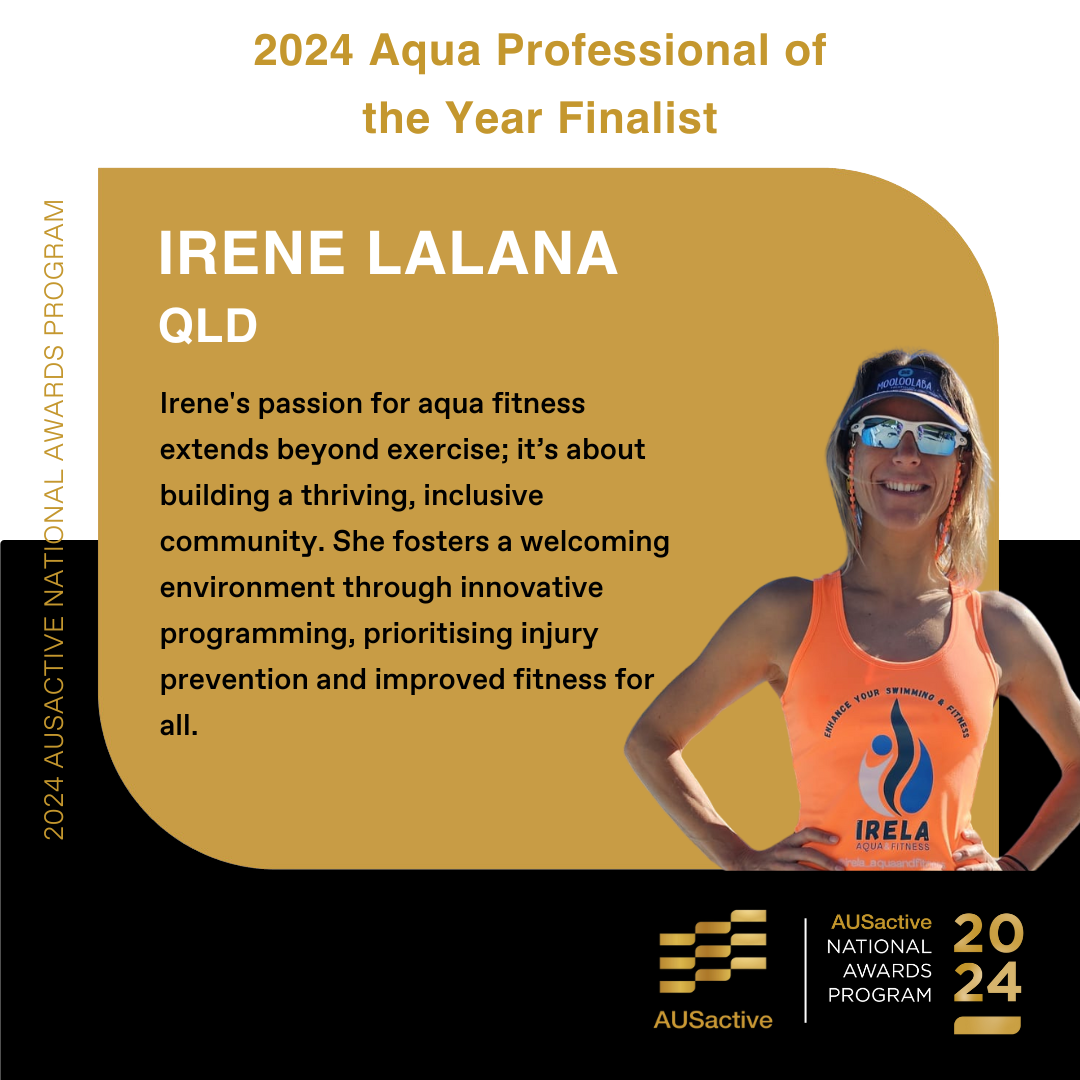 2024 Aqua Professional of
the Year Finalist
2024 AUSACTIVE NATIONAL AWARDS PROGRAM
IRENE LALANA
QLD
Irene's passion for aqua fitness
extends beyond exercise; it’s about
building a thriving, inclusive
community. She fosters a welcoming
environment through innovative
programming, prioritising injury
prevention and improved fitness for
all.
MOOLOOLABA
ENHANCE YOUR SWIMMING & FITNESS
IRELA
AQUA FITNESS
AUSactive
AUSactive
NATIONAL
AWARDS
PROGRAM
20
24